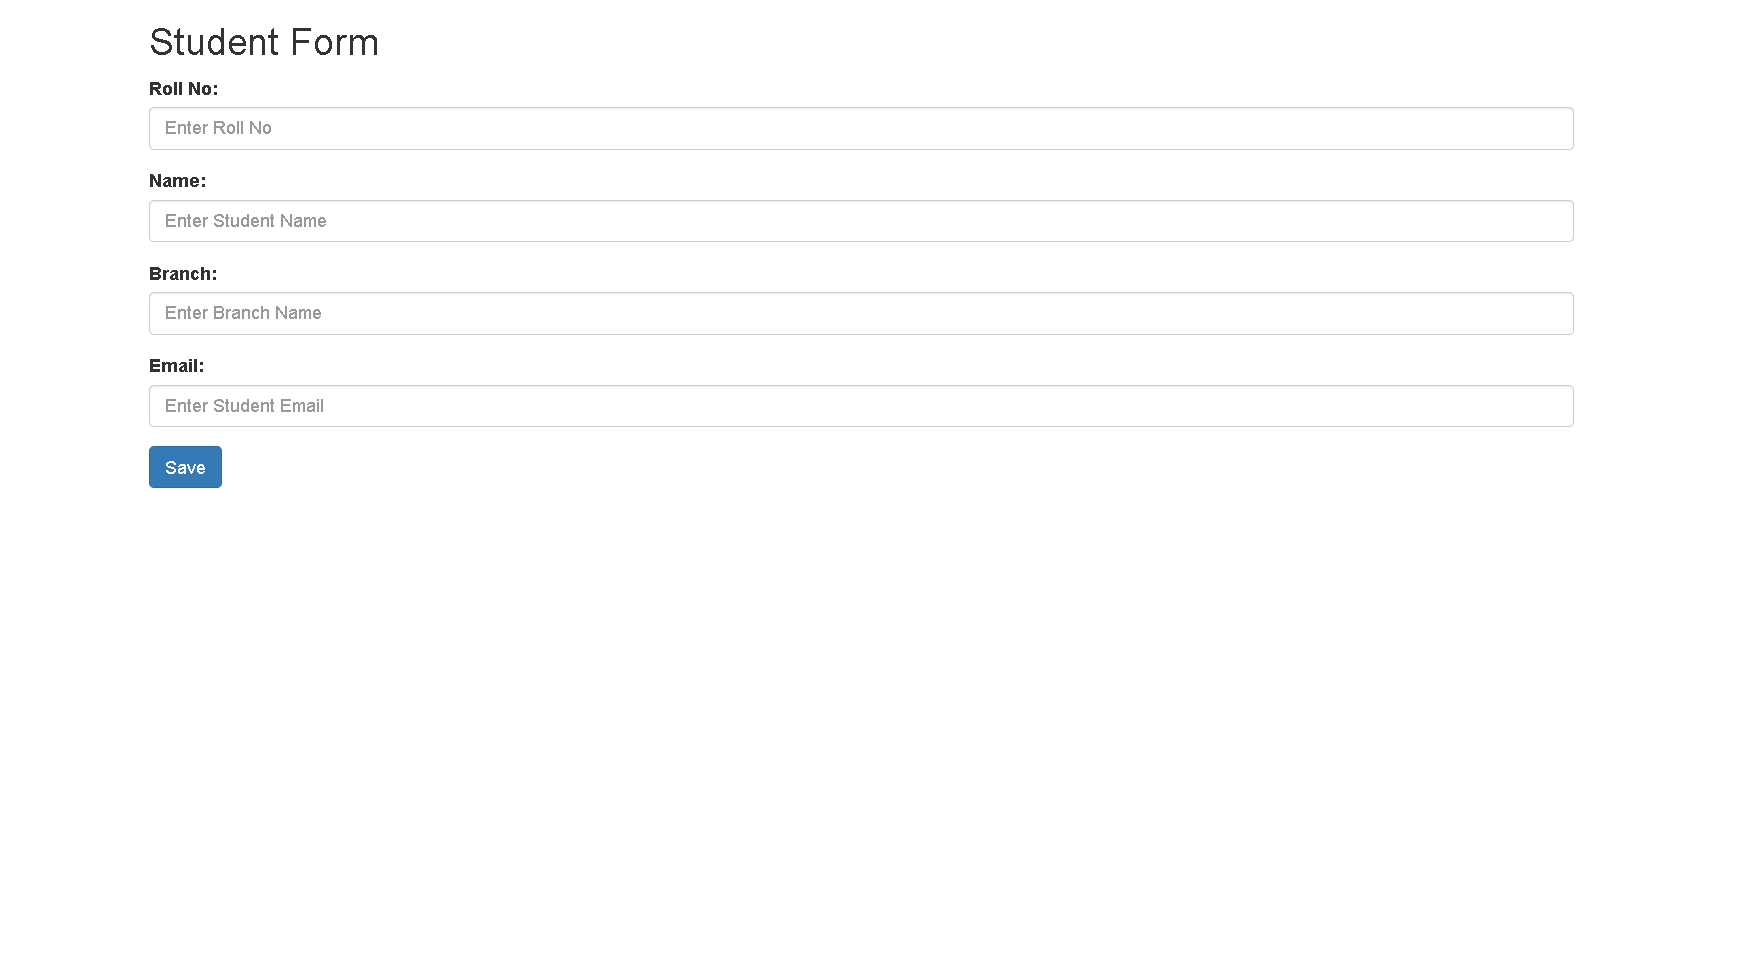 Student Form
Roll No:
Enter Roll No
Name:
Enter Student Name
Branch:
Enter Branch Name
Email:
Enter Student Email
Save